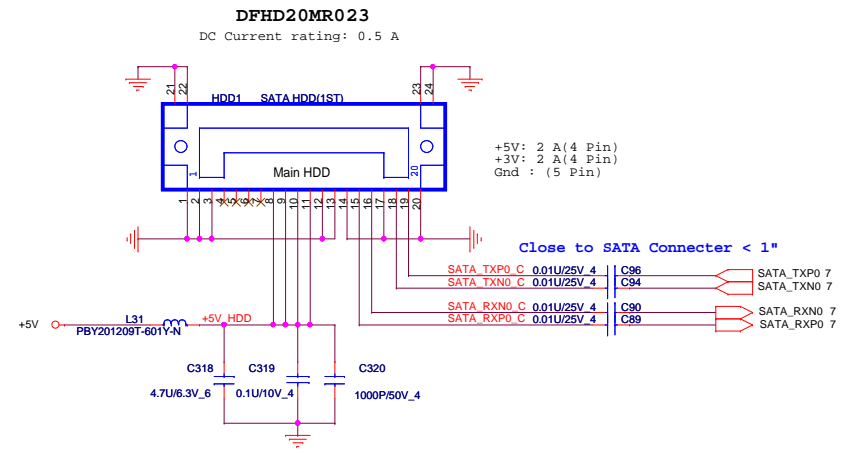 DFHD20MR023
DC Current rating: 0.5 A
21
22
23
24
HDD1 SATA HDD(1ST)
+5V: 2 A(4 Pin)
+3V: 2 A(4 Pin)
Gnd : (5 Pin)
1
Main HDD
20
1 2 3 4 5 6 7 8 9 10 11 12 13 14 15 16 17 18 19 20
Close to SATA Connecter < 1"
SATA_TXP0_C 0.01U/25V_4 C96 SATA_TXP0 7
SATA_TXN0_C 0.01U/25V_4 C94 SATA_TXN0 7
SATA_RXN0_C 0.01U/25V_4 C90 SATA_RXN0 7
SATA_RXP0_C 0.01U/25V_4 C89 SATA_RXP0 7
+5V L31 +5V_HDD
PBY201209T-601Y-N
C318 C319 C320
4.7U/6.3V_6 0.1U/10V_4 1000P/50V_4